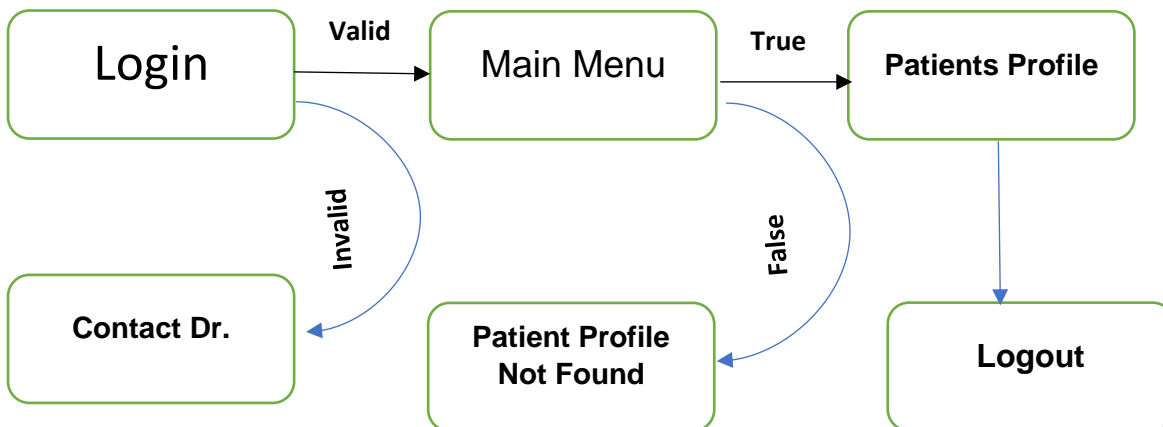 Login
Valid
Main Menu
True
Patients Profile
Invalid
False
Contact Dr.
Patient Profile
Not Found
Logout